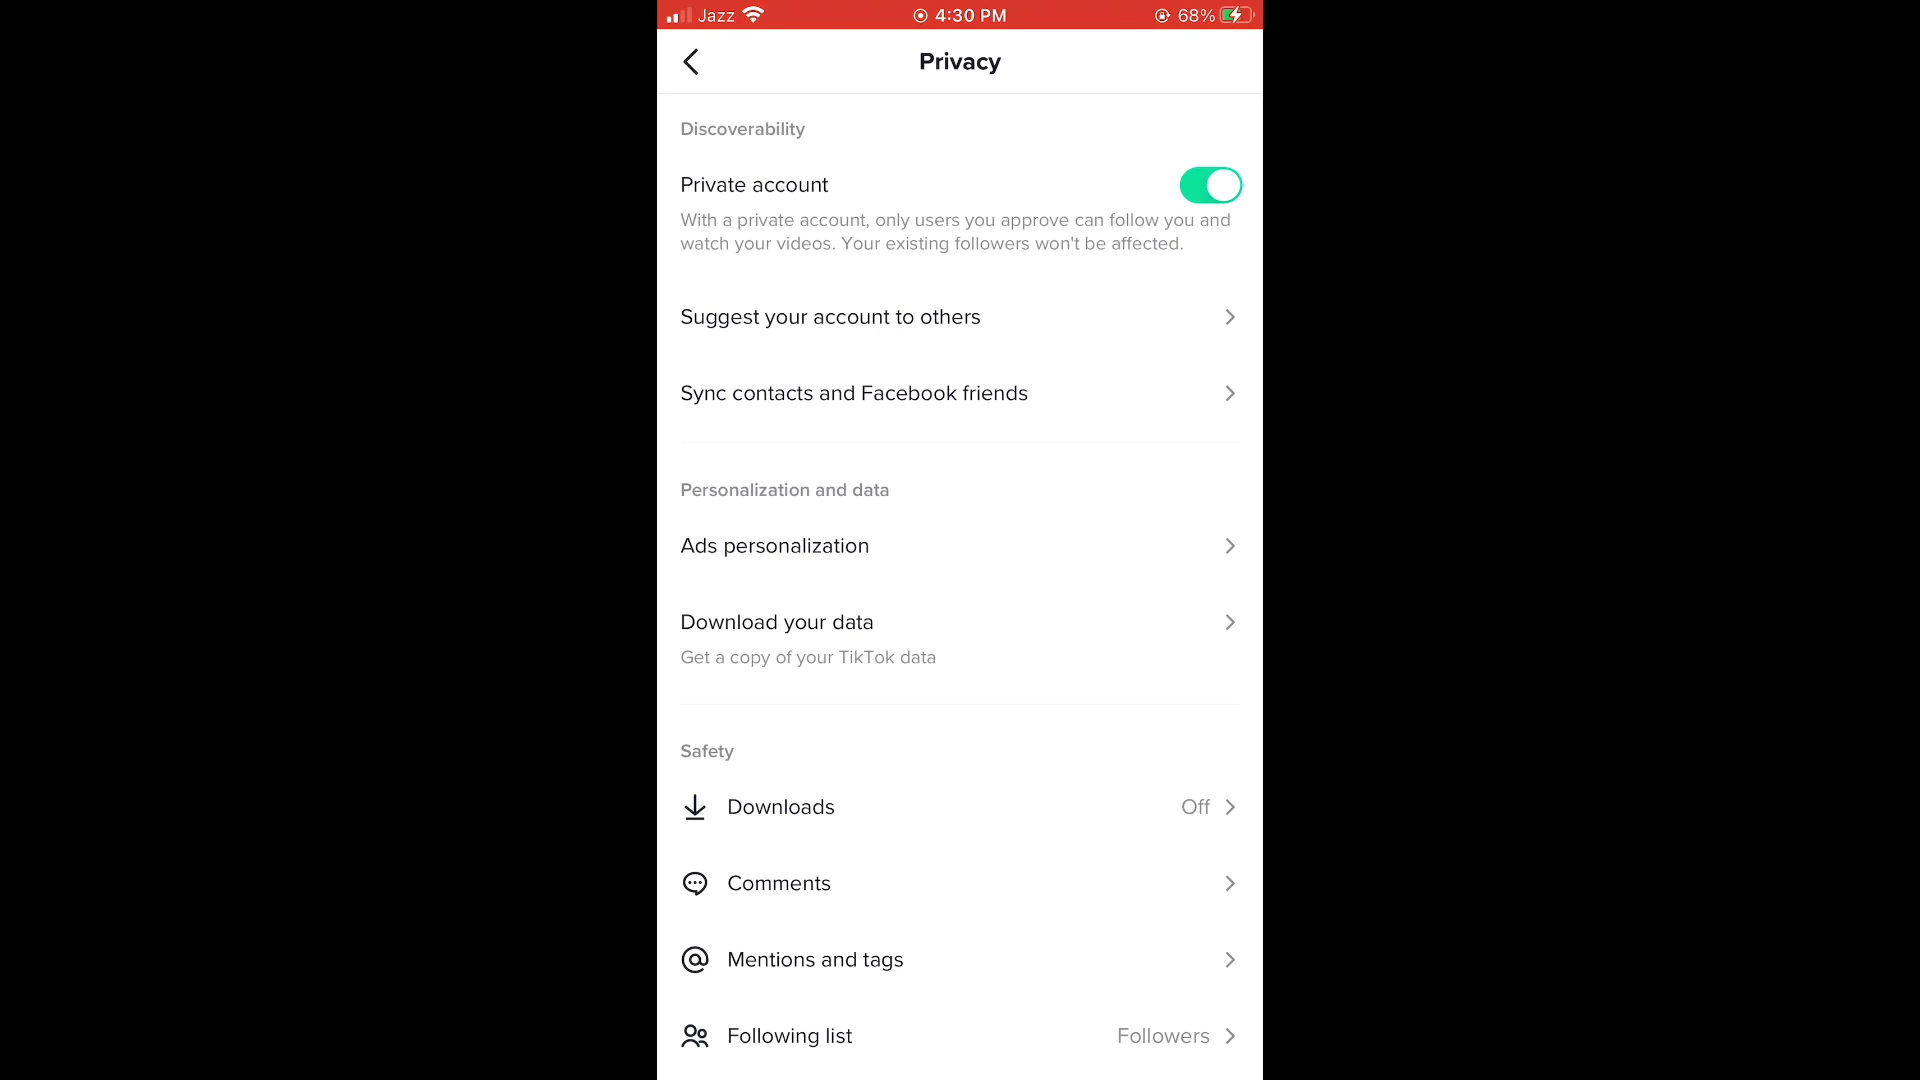 Jazz 4:30 PM 68%
Privacy
Discoverability
Private account
With a private account, only users you approve can follow you and
watch your videos. Your existing followers won't be affected.
Suggest your account to others
Sync contacts and Facebook friends
Personalization and data
Ads personalization
Download your data
Get a copy of your TikTok data
Safety
Downloads Off
Comments
Mentions and tags
Following list Followers